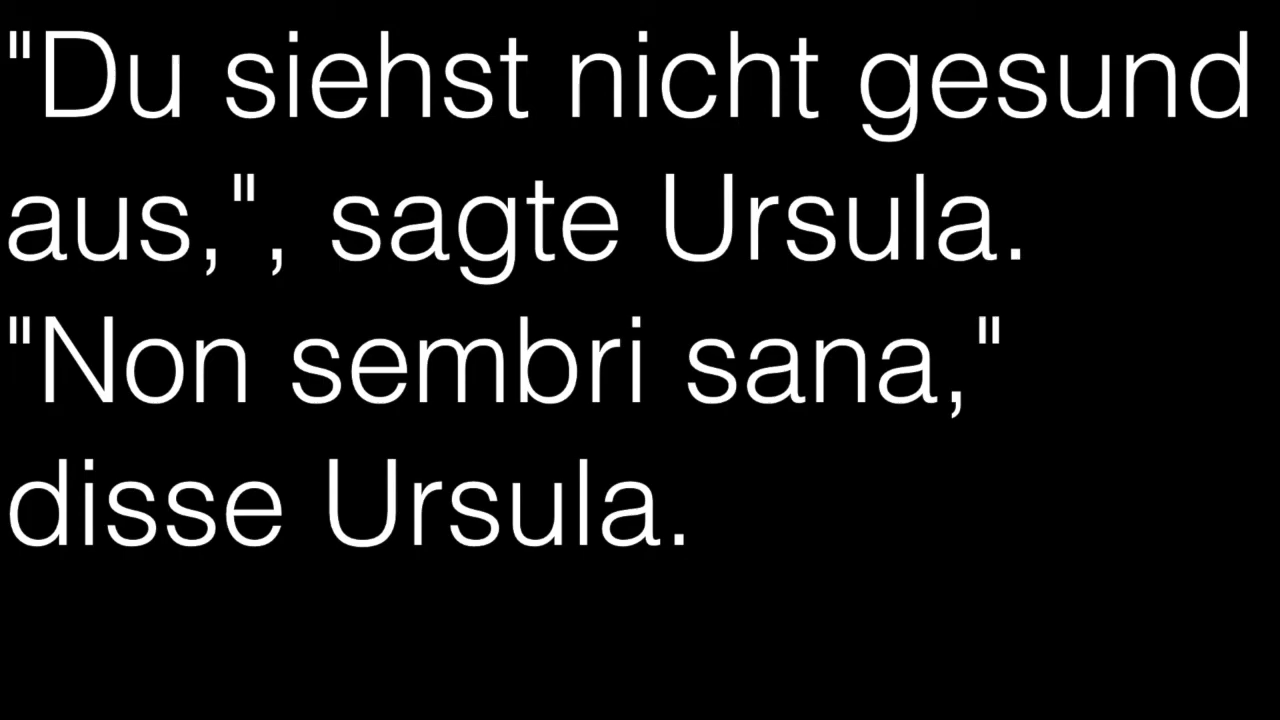 "Du siehst nicht gesund
aus,", sagte Ursula.
"Non sembri sana,"
disse Ursula.